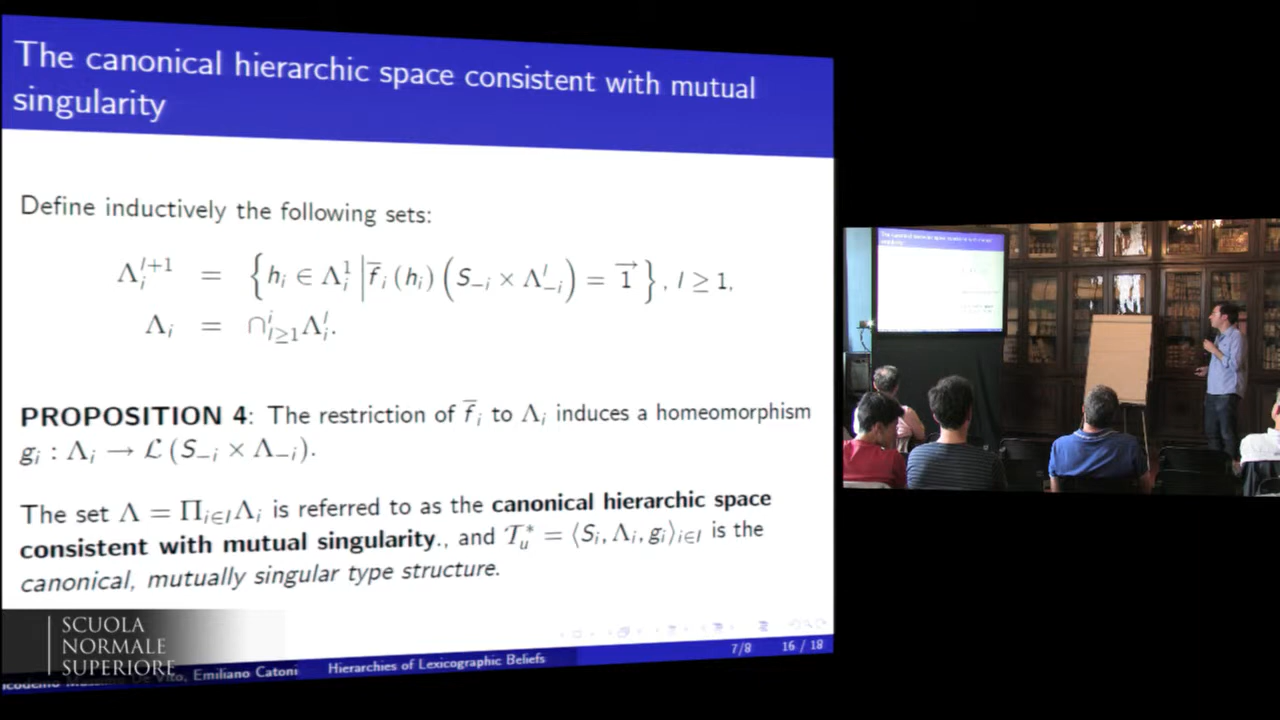 The canonical hierarchic space consistent with mutual
singularity
Define inductively the following sets:
Λ_i^{l+1} = { h_i ∈ Λ_i^1 | f̅_i (h_i) (S_{-i} × Λ_{-i}^l) = 1⃗ }, l ≥ 1,
Λ_i = ∩_{l≥1}^i Λ_i^l.
PROPOSITION 4: The restriction of f̅_i to Λ_i induces a homeomorphism
g_i : Λ_i → ℒ (S_{-i} × Λ_{-i}).
The set Λ = Π_{i∈I}Λ_i is referred to as the canonical hierarchic space
consistent with mutual singularity., and 𝒯_u^* = ⟨S_i, Λ_i, g_i⟩_{i∈I} is the
canonical, mutually singular type structure.
SCUOLA
NORMALE
SUPERIORE
7/8 16 / 18
De Vito, Emiliano Catoni Hierarchies of Lexicographic Beliefs